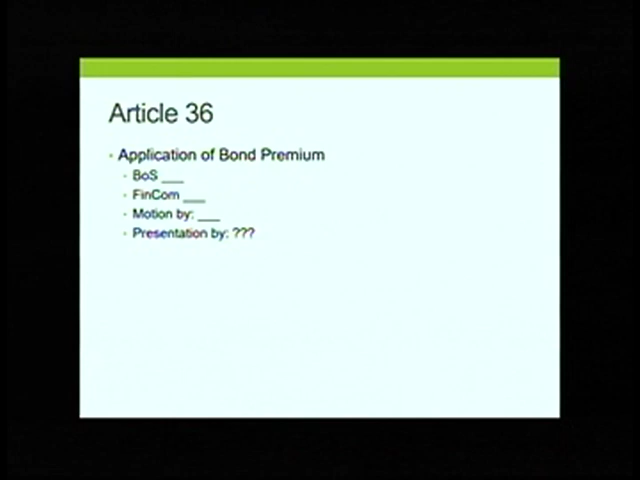 Article 36
• Application of Bond Premium
• BoS ___
• FinCom ___
• Motion by: ___
• Presentation by: ???